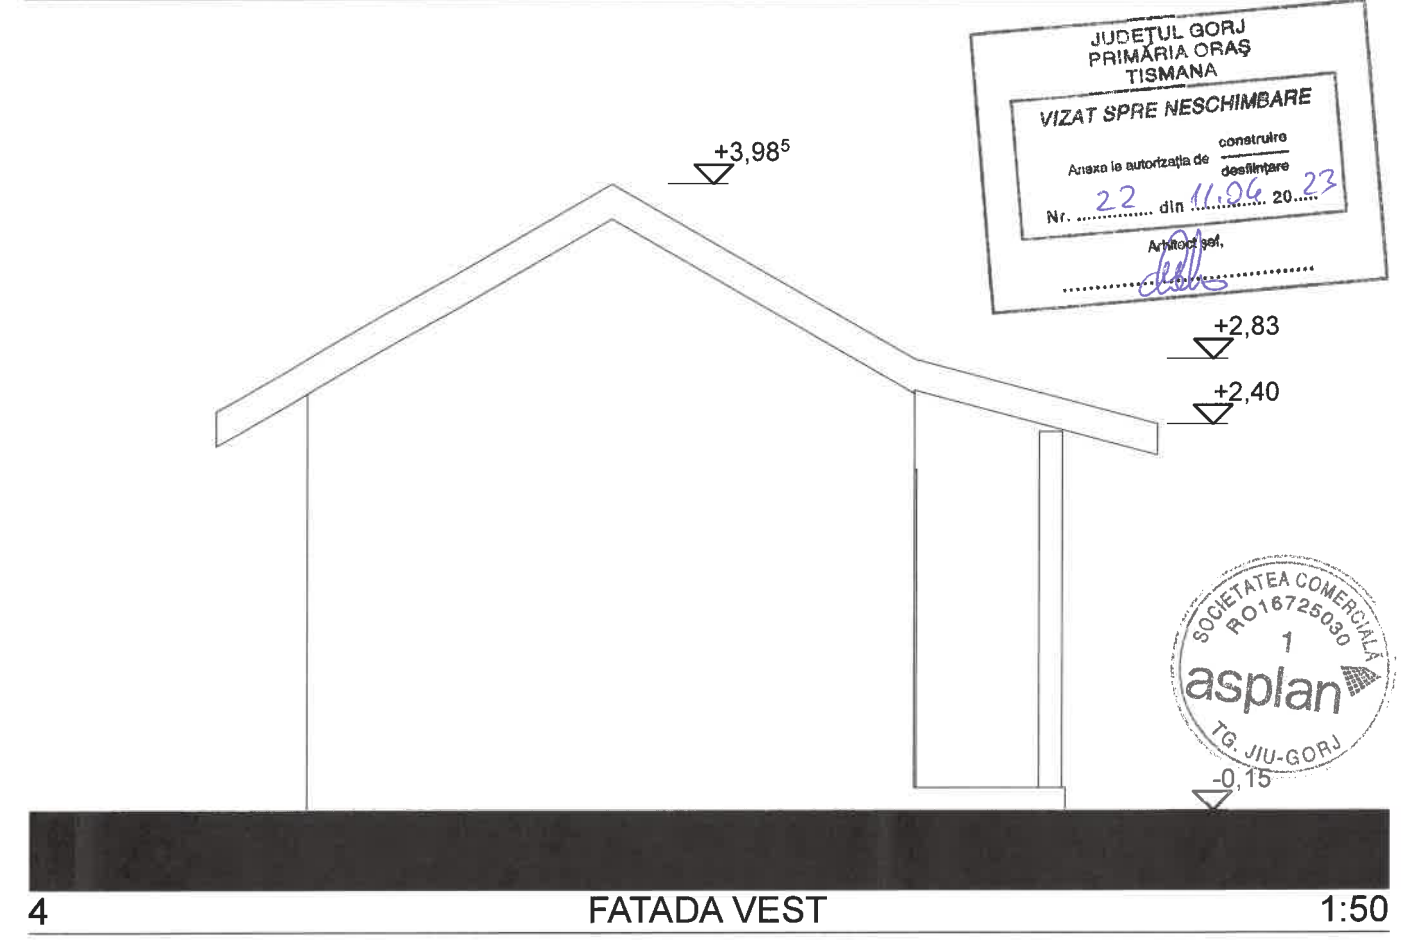 JUDEȚUL GORJ
PRIMĂRIA ORAȘ
TISMANA
VIZAT SPRE NESCHIMBARE
Anexa la autorizația de construire
desființare
Nr. 22 din 11.04 2023
Arhitect șef,
+3,98⁵
+2,83
+2,40
SOCIETATEA COMERCIALĂ
RO16725030
1
asplan
TG. JIU-GORJ
-0,15
4 FATADA VEST 1:50